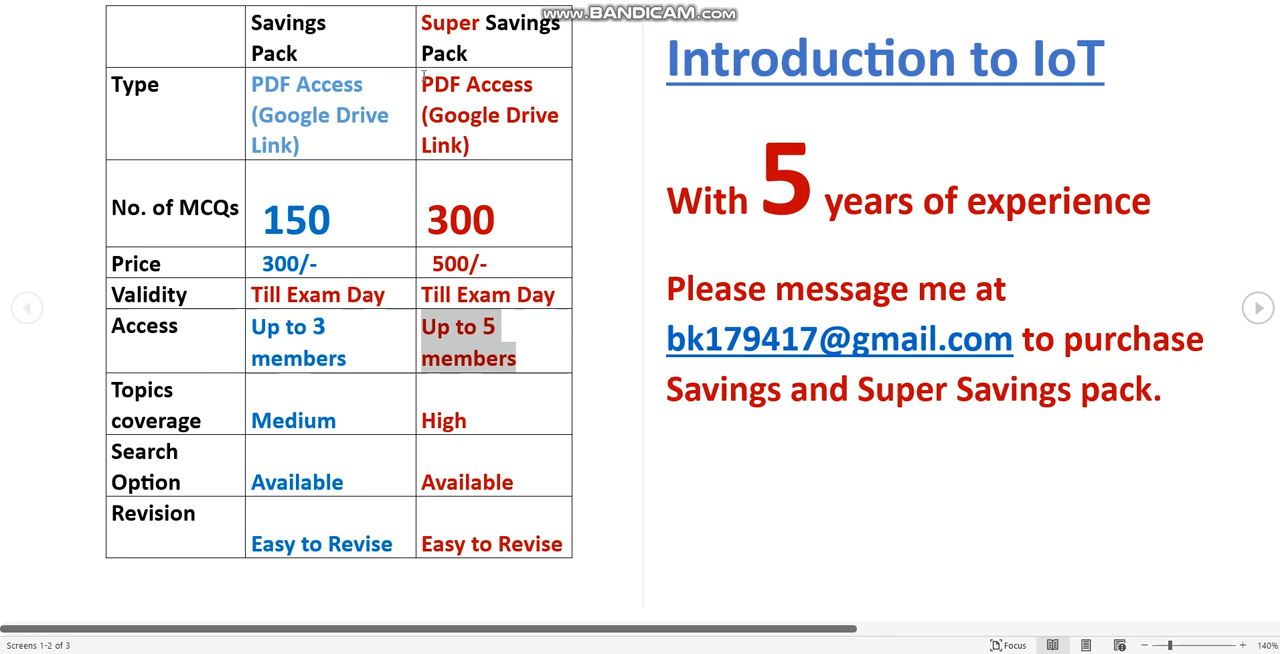 www.BANDICAM.com
Savings Pack
Super Savings Pack
Type
PDF Access (Google Drive Link)
PDF Access (Google Drive Link)
No. of MCQs
150
300
Price
300/-
500/-
Validity
Till Exam Day
Till Exam Day
Access
Up to 3 members
Up to 5 members
Topics coverage
Medium
High
Search Option
Available
Available
Revision
Easy to Revise
Easy to Revise
Introduction to IoT
With 5 years of experience
Please message me at
bk179417@gmail.com to purchase
Savings and Super Savings pack.
Screens 1-2 of 3
Focus
140%